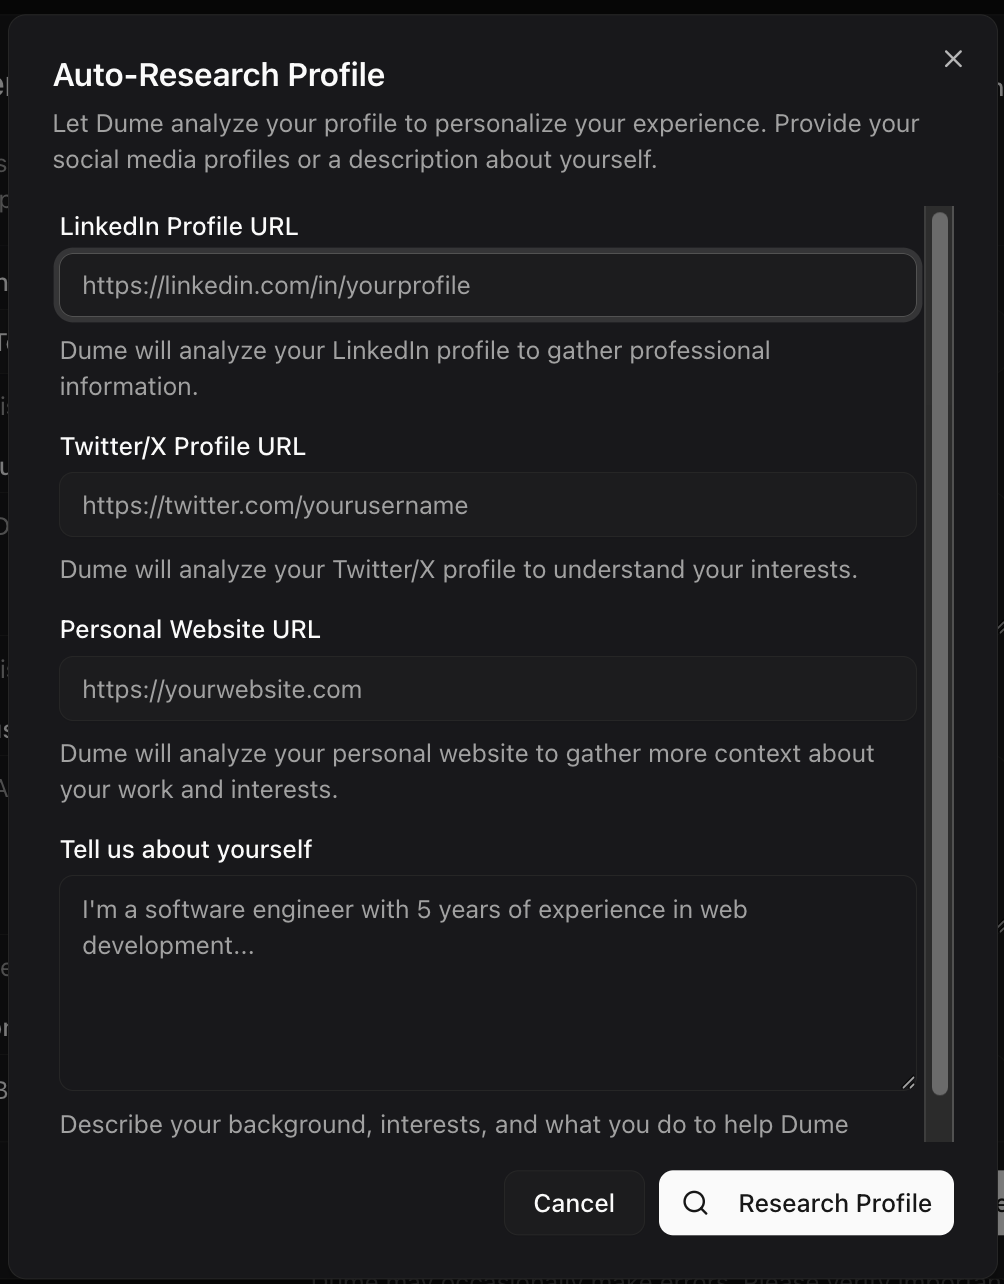 Auto-Research Profile
Let Dume analyze your profile to personalize your experience. Provide your
social media profiles or a description about yourself.
LinkedIn Profile URL
https://linkedin.com/in/yourprofile
Dume will analyze your LinkedIn profile to gather professional
information.
Twitter/X Profile URL
https://twitter.com/yourusername
Dume will analyze your Twitter/X profile to understand your interests.
Personal Website URL
https://yourwebsite.com
Dume will analyze your personal website to gather more context about
your work and interests.
Tell us about yourself
I'm a software engineer with 5 years of experience in web
development...
Describe your background, interests, and what you do to help Dume
Cancel
Research Profile